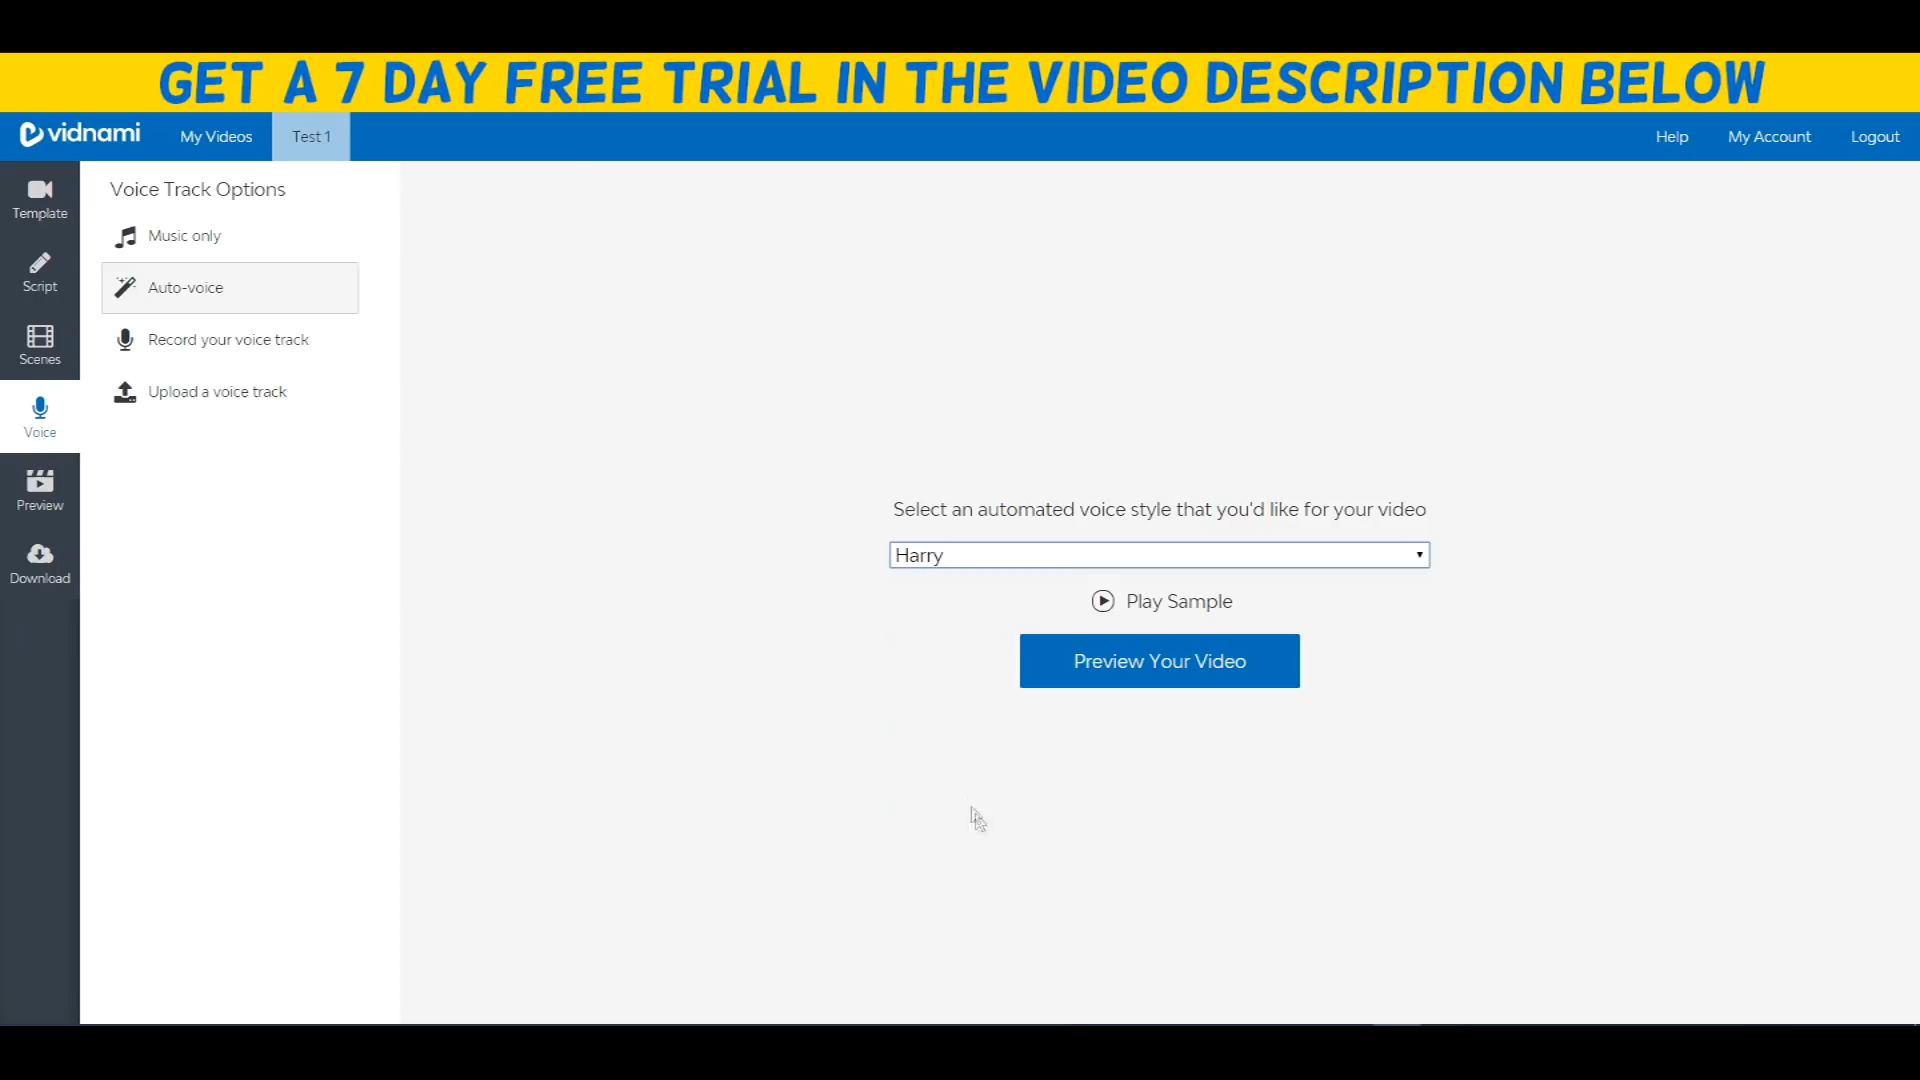 GET A 7 DAY FREE TRIAL IN THE VIDEO DESCRIPTION BELOW
vidnami
My Videos
Test 1
Help
My Account
Logout
Template
Script
Scenes
Voice
Preview
Download
Voice Track Options
Music only
Auto-voice
Record your voice track
Upload a voice track
Select an automated voice style that you'd like for your video
Harry
Play Sample
Preview Your Video